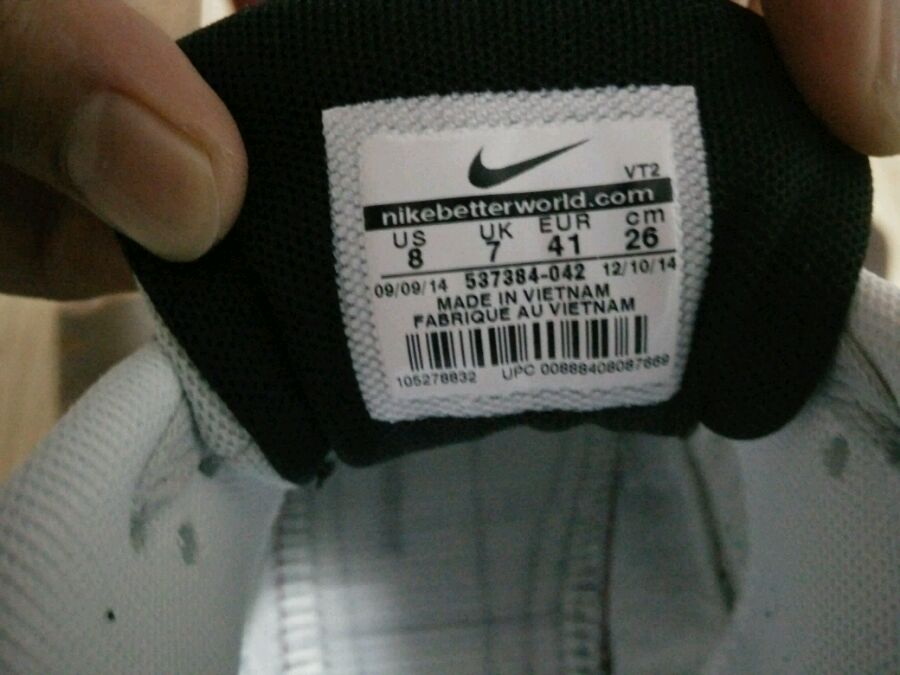 VT2
nikebetterworld.com
US UK EUR cm
8 7 41 26
09/09/14 537384-042 12/10/14
MADE IN VIETNAM
FABRIQUE AU VIETNAM
105278832 UPC 00888408087869